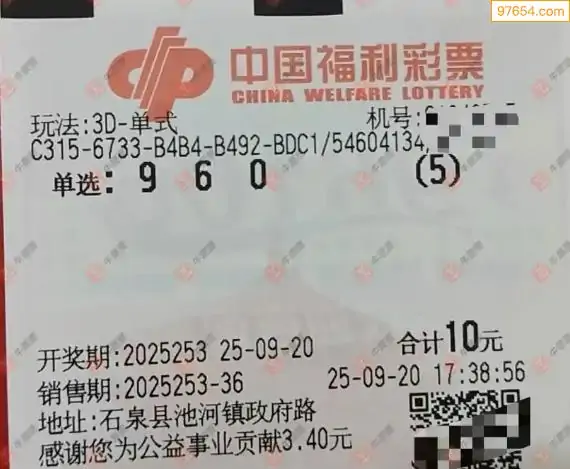 97654.com
中国福利彩票
CHINA WELFARE LOTTERY
玩法:3D-单式 机号:
C315-6733-B4B4-B492-BDC1/54604134,
单选: 9 6 0 (5)
开奖期:2025253 25-09-20 合计10元
销售期:2025253-36 25-09-20 17:38:56
地址:石泉县池河镇政府路
感谢您为公益事业贡献3.40元